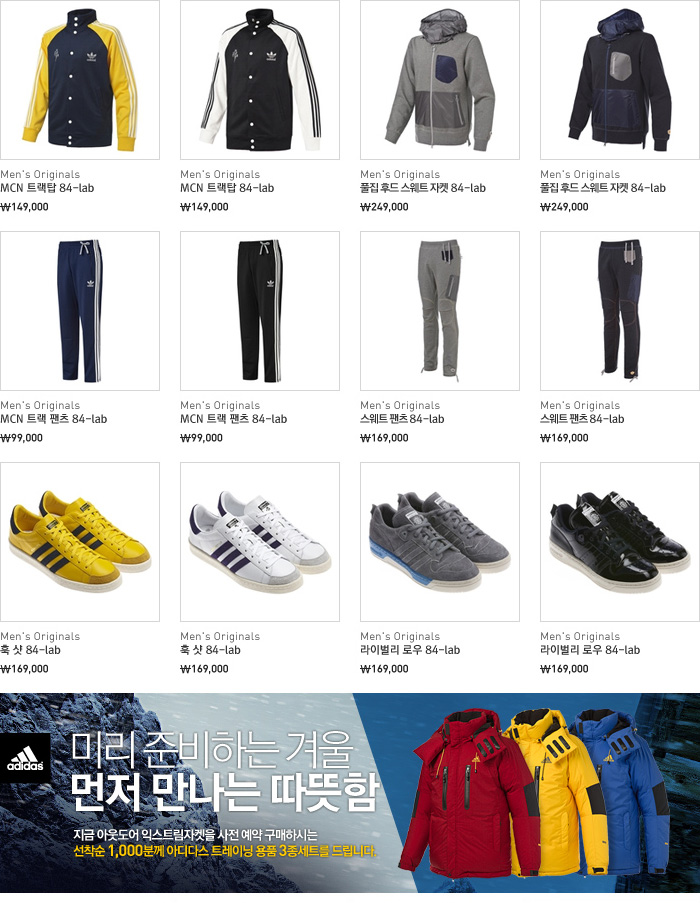 Men's Originals
MCN 트랙탑 84-lab
₩149,000
Men's Originals
MCN 트랙탑 84-lab
₩149,000
Men's Originals
풀집 후드 스웨트 자켓 84-lab
₩249,000
Men's Originals
풀집 후드 스웨트 자켓 84-lab
₩249,000
Men's Originals
MCN 트랙 팬츠 84-lab
₩99,000
Men's Originals
MCN 트랙 팬츠 84-lab
₩99,000
Men's Originals
스웨트 팬츠 84-lab
₩169,000
Men's Originals
스웨트 팬츠 84-lab
₩169,000
Men's Originals
훅 샷 84-lab
₩169,000
Men's Originals
훅 샷 84-lab
₩169,000
Men's Originals
라이벌리 로우 84-lab
₩169,000
Men's Originals
라이벌리 로우 84-lab
₩169,000
adidas
미리 준비하는 겨울
먼저 만나는 따뜻함
지금 아웃도어 익스트림자켓을 사전 예약 구매하시는
선착순 1,000분께 아디다스 트레이닝 용품 3종세트를 드립니다.